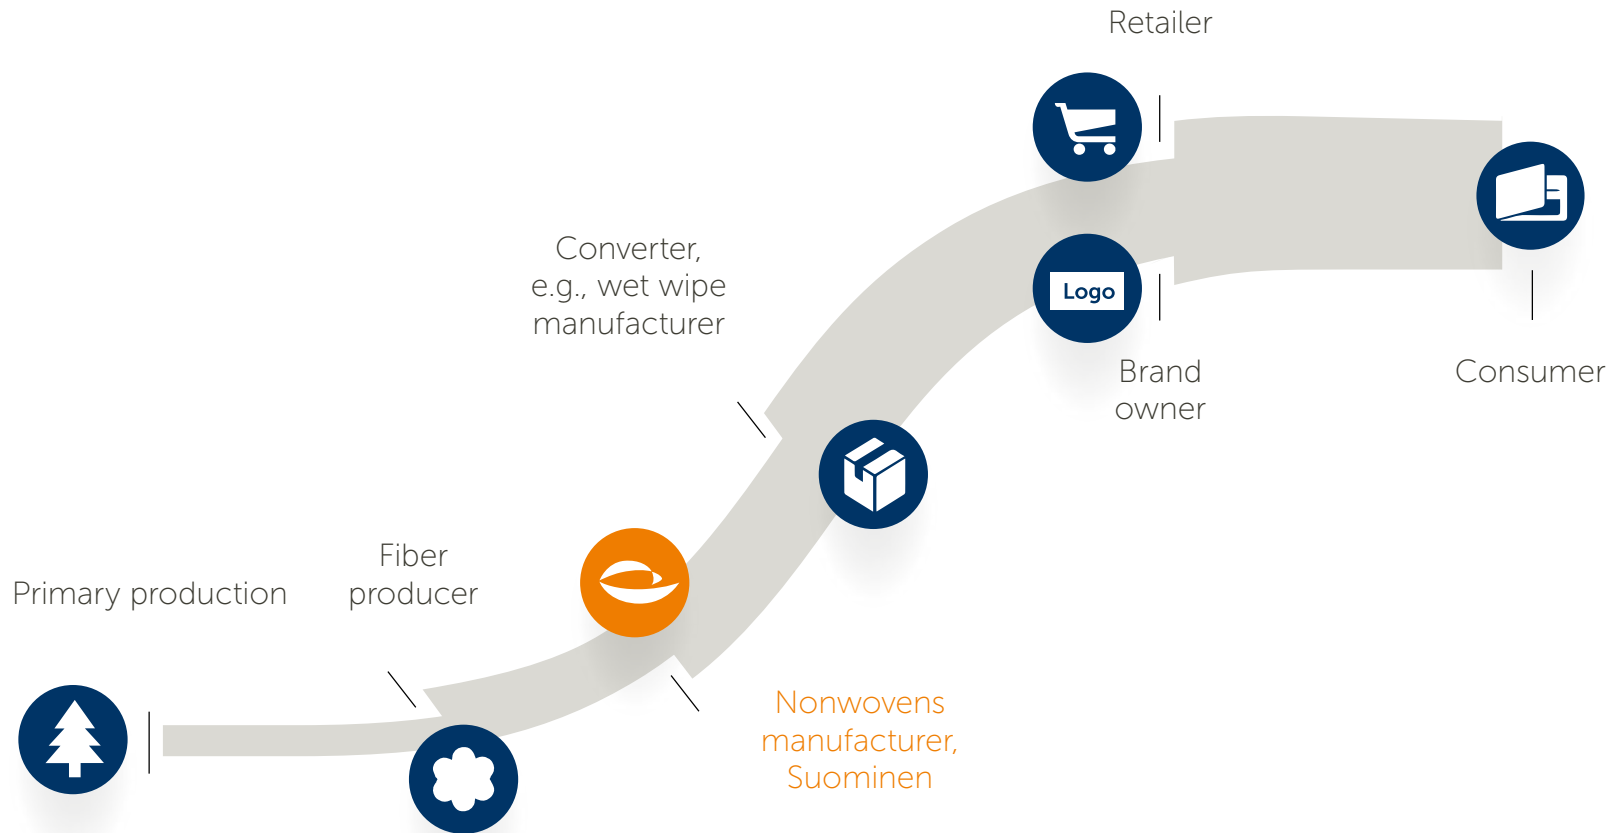 Retailer
Converter,
e.g., wet wipe
manufacturer
Logo
Brand
owner
Consumer
Fiber
producer
Primary production
Nonwovens
manufacturer,
Suominen